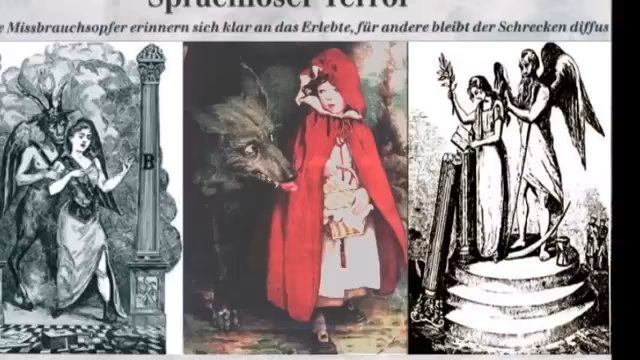 Sprachloser Terror
e Missbrauchsopfer erinnern sich klar an das Erlebte, für andere bleibt der Schrecken diffus
B